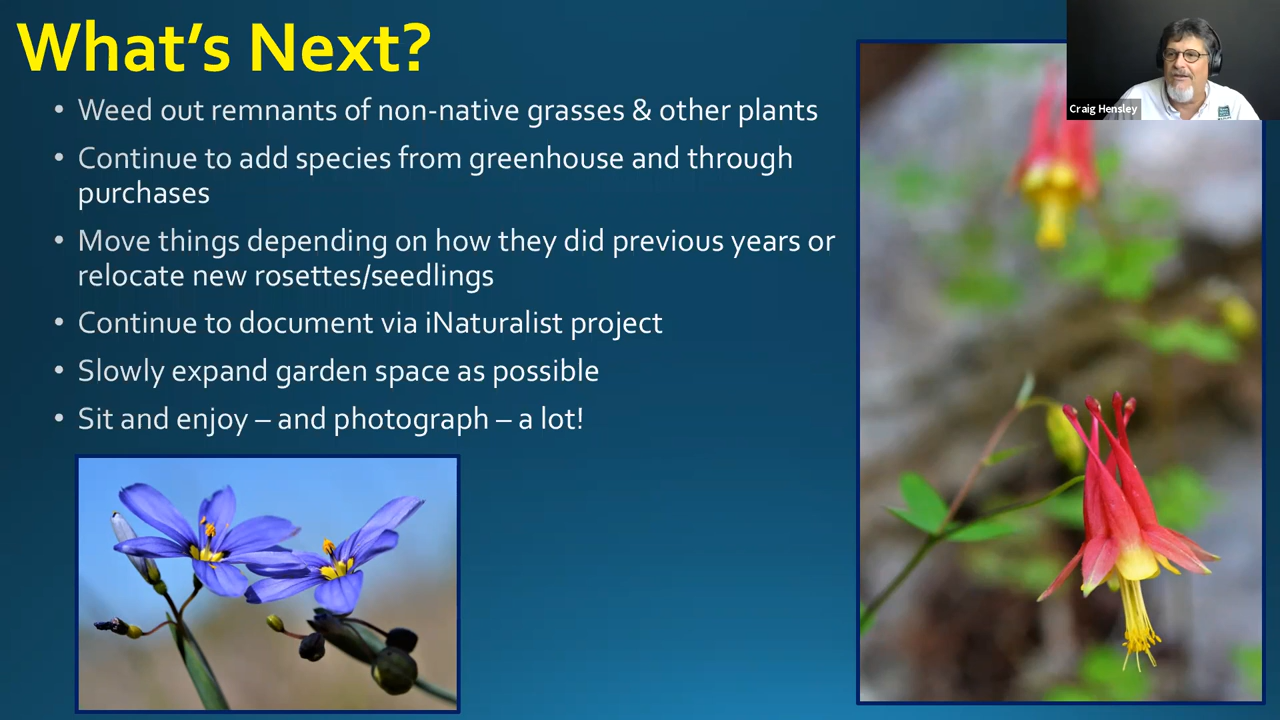 What's Next?
• Weed out remnants of non-native grasses & other plants
• Continue to add species from greenhouse and through
purchases
• Move things depending on how they did previous years or
relocate new rosettes/seedlings
• Continue to document via iNaturalist project
• Slowly expand garden space as possible
• Sit and enjoy – and photograph – a lot!
Craig Hensley